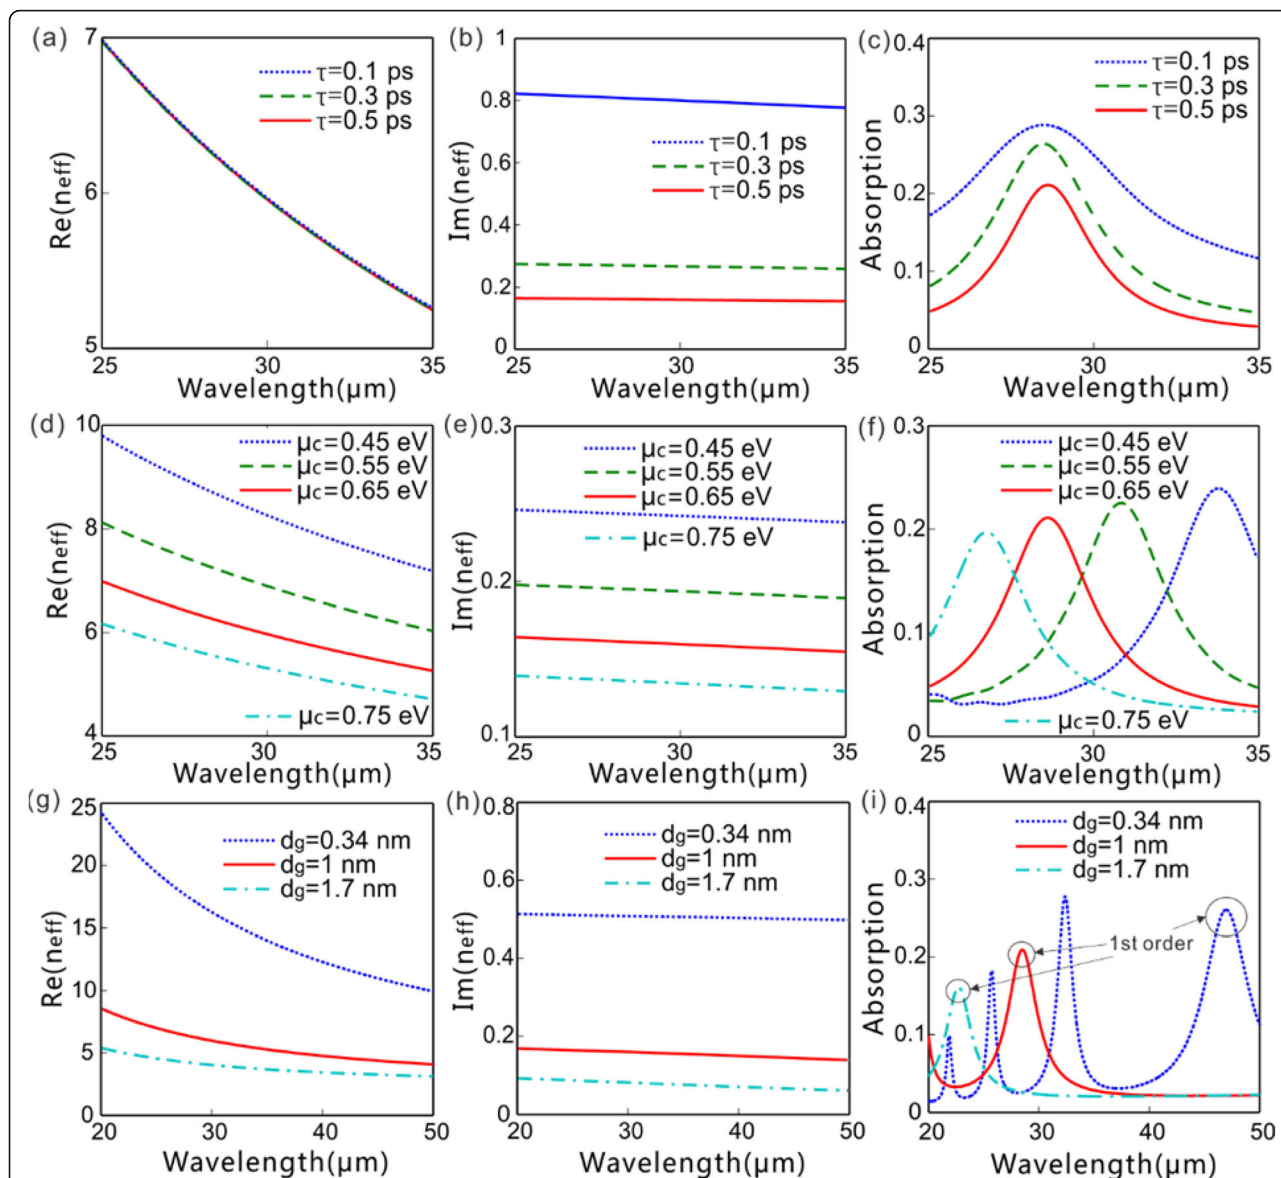 (a)
7
6
5
Re(neff)
τ=0.1 ps
τ=0.3 ps
τ=0.5 ps
25 30 35
Wavelength(μm)
(b)
1
0.8
0.6
0.4
0.2
0
Im(neff)
τ=0.1 ps
τ=0.3 ps
τ=0.5 ps
25 30 35
Wavelength(μm)
(c)
0.4
0.3
0.2
0.1
0
Absorption
τ=0.1 ps
τ=0.3 ps
τ=0.5 ps
25 30 35
Wavelength(μm)
(d)
10
8
6
4
Re(neff)
μc=0.45 eV
μc=0.55 eV
μc=0.65 eV
μc=0.75 eV
25 30 35
Wavelength(μm)
(e)
0.3
0.2
0.1
Im(neff)
μc=0.45 eV
μc=0.55 eV
μc=0.65 eV
μc=0.75 eV
25 30 35
Wavelength(μm)
(f)
0.3
0.2
0.1
0
Absorption
μc=0.45 eV
μc=0.55 eV
μc=0.65 eV
μc=0.75 eV
25 30 35
Wavelength(μm)
(g)
25
20
15
10
5
0
Re(neff)
dg=0.34 nm
dg=1 nm
dg=1.7 nm
20 30 40 50
Wavelength(μm)
(h)
0.8
0.6
0.4
0.2
0
Im(neff)
dg=0.34 nm
dg=1 nm
dg=1.7 nm
20 30 40 50
Wavelength(μm)
(i)
0.4
0.3
0.2
0.1
0
Absorption
dg=0.34 nm
dg=1 nm
dg=1.7 nm
1st order
20 30 40 50
Wavelength(μm)